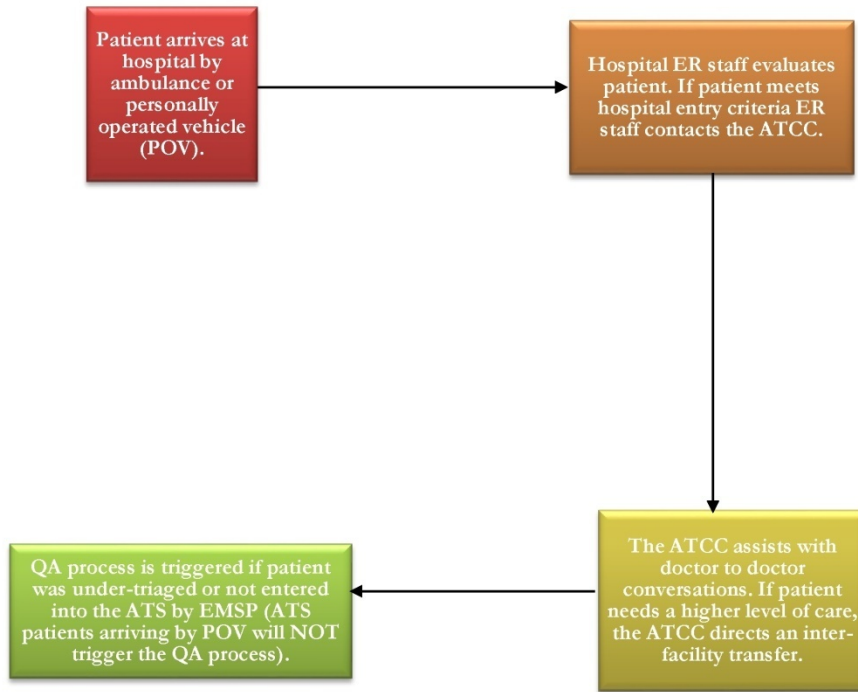 Patient arrives at
hospital by
ambulance or
personally
operated vehicle
(POV).
Hospital ER staff evaluates
patient. If patient meets
hospital entry criteria ER
staff contacts the ATCC.
The ATCC assists with
doctor to doctor
conversations. If patient
needs a higher level of care,
the ATCC directs an inter-
facility transfer.
QA process is triggered if patient
was under-triaged or not entered
into the ATS by EMSP (ATS
patients arriving by POV will NOT
trigger the QA process).